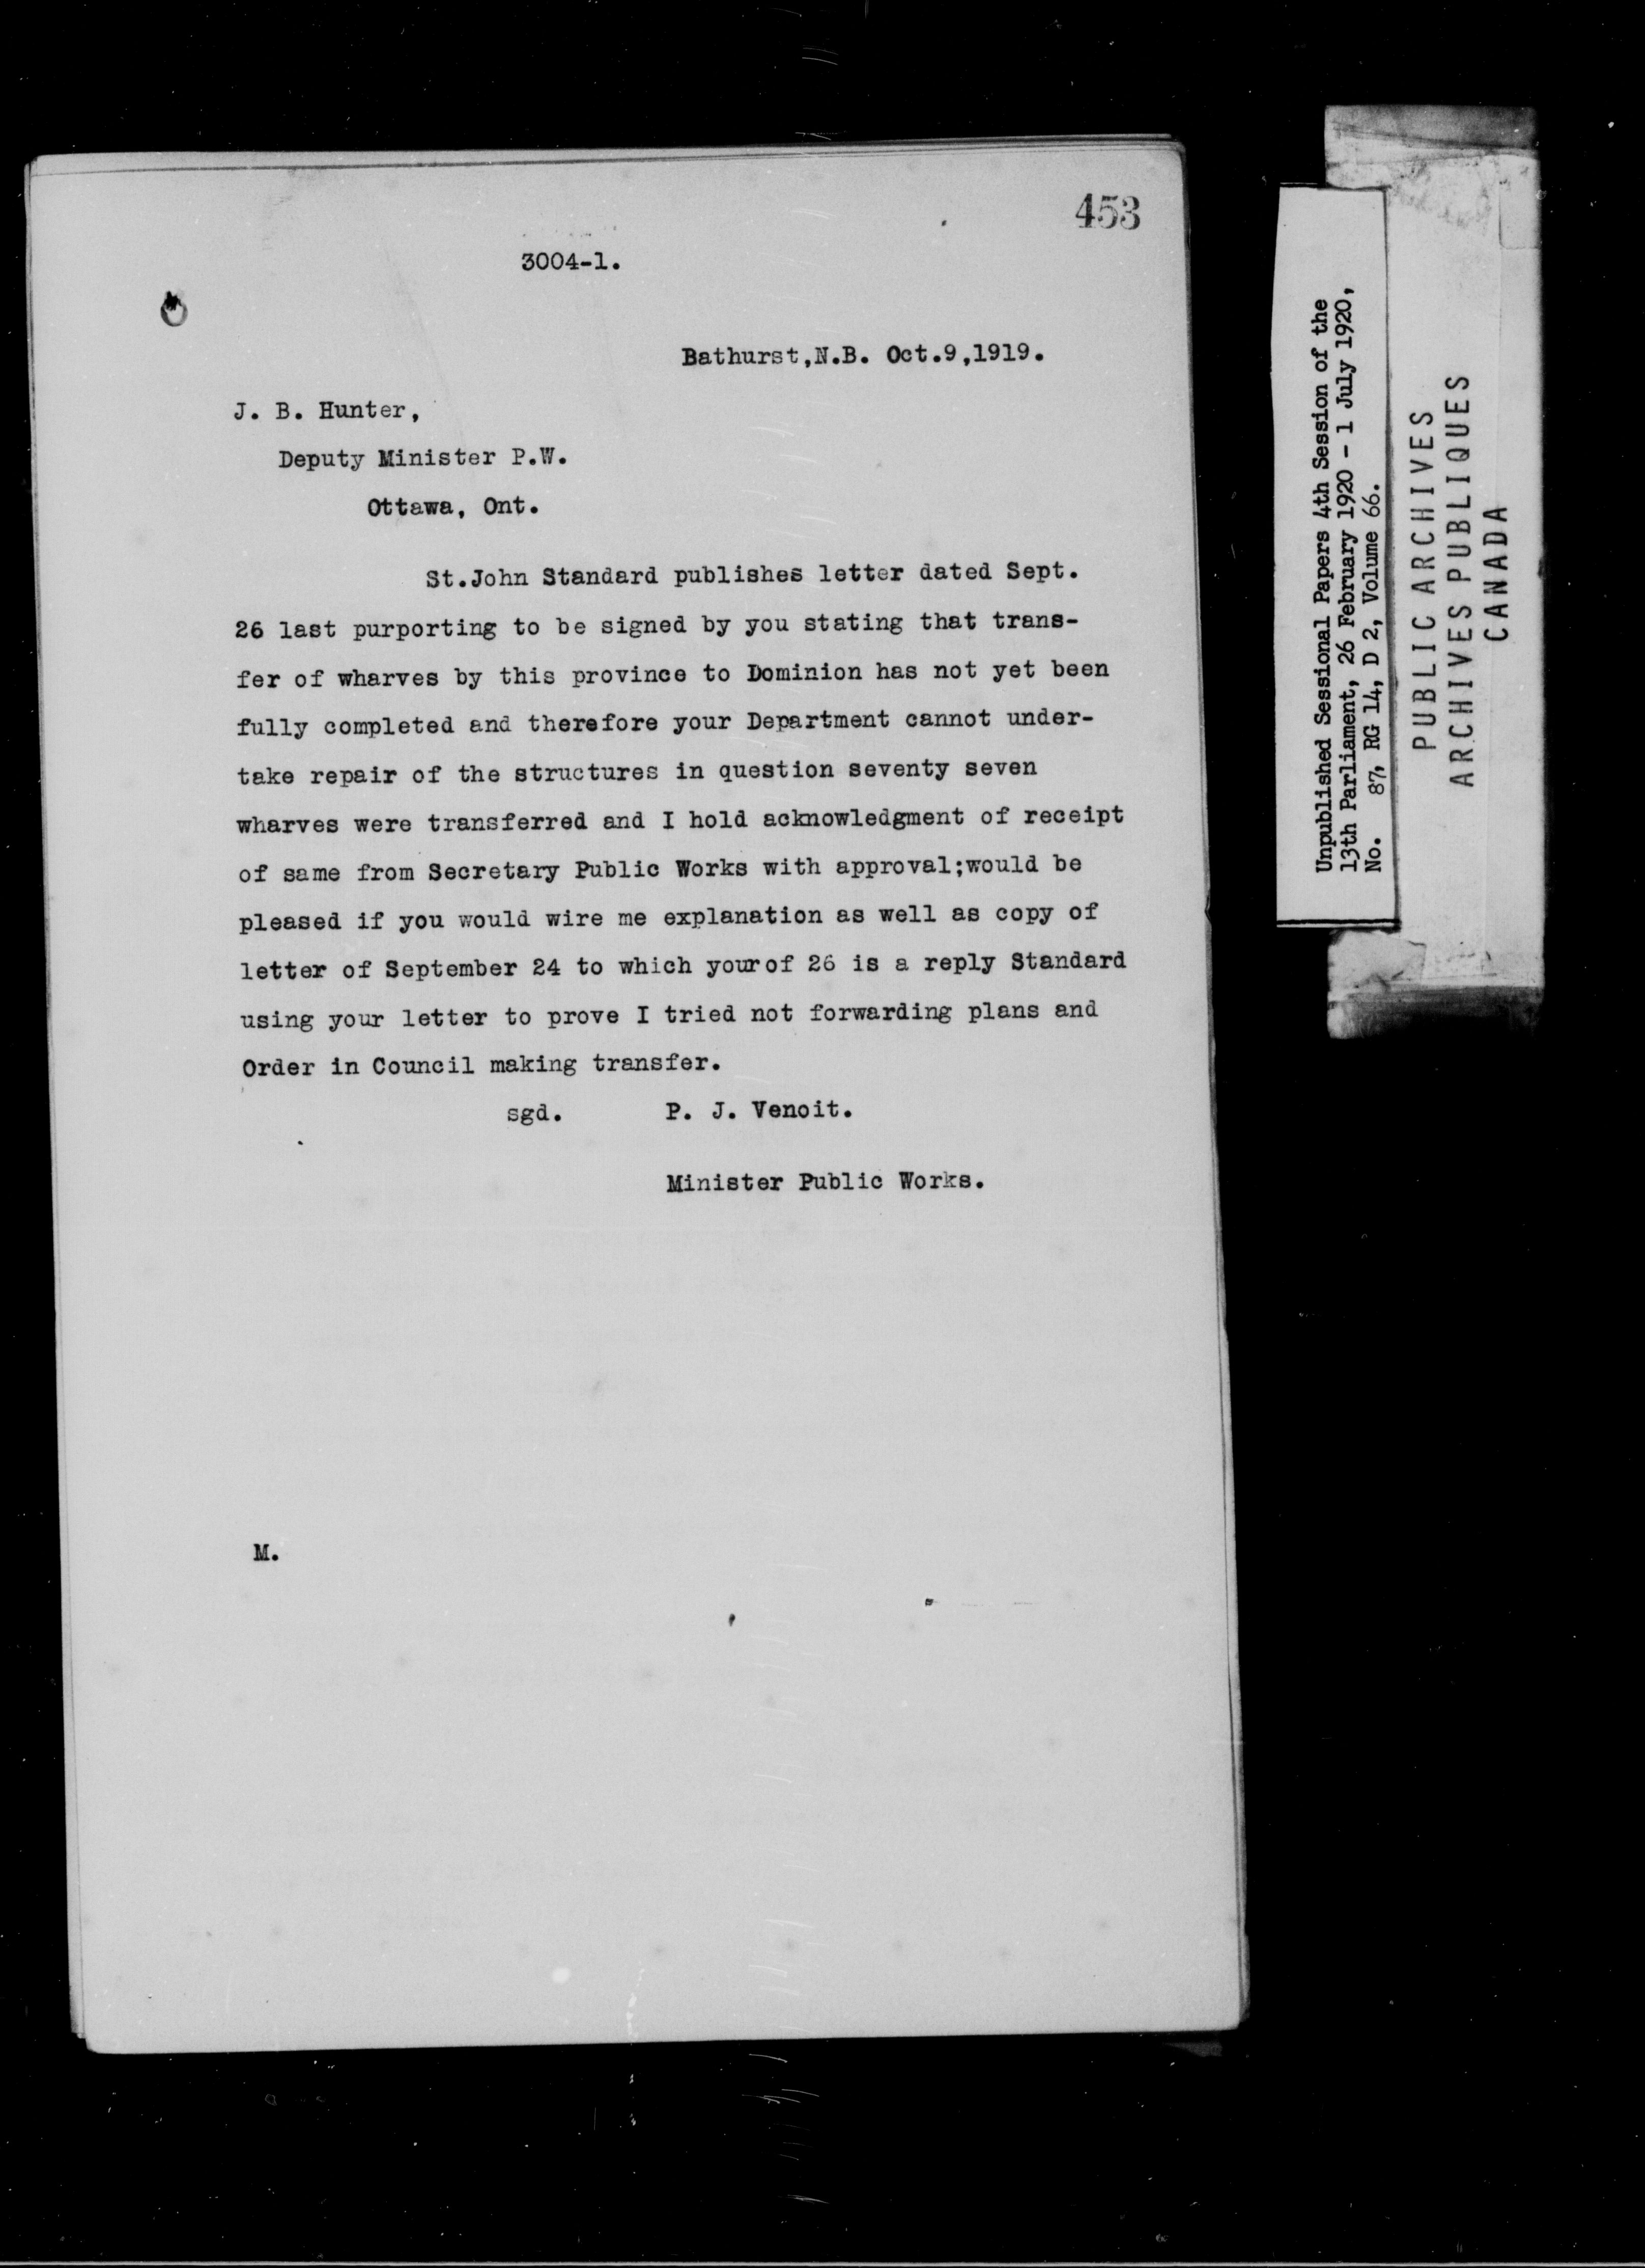 453
3004-1.
Bathurst,N.B. Oct.9,1919.
J. B. Hunter,
Deputy Minister P.W.
Ottawa, Ont.
St.John Standard publishes letter dated Sept.
26 last purporting to be signed by you stating that trans-
fer of wharves by this province to Dominion has not yet been
fully completed and therefore your Department cannot under-
take repair of the structures in question seventy seven
wharves were transferred and I hold acknowledgment of receipt
of same from Secretary Public Works with approval;would be
pleased if you would wire me explanation as well as copy of
letter of September 24 to which your of 26 is a reply Standard
using your letter to prove I tried not forwarding plans and
Order in Council making transfer.
sgd. P. J. Venoit.
Minister Public Works.
M.
Unpublished Sessional Papers 4th Session of the
13th Parliament, 26 February 1920 - 1 July 1920,
No. 87, RG 14, D 2, Volume 66.
PUBLIC ARCHIVES
ARCHIVES PUBLIQUES
CANADA